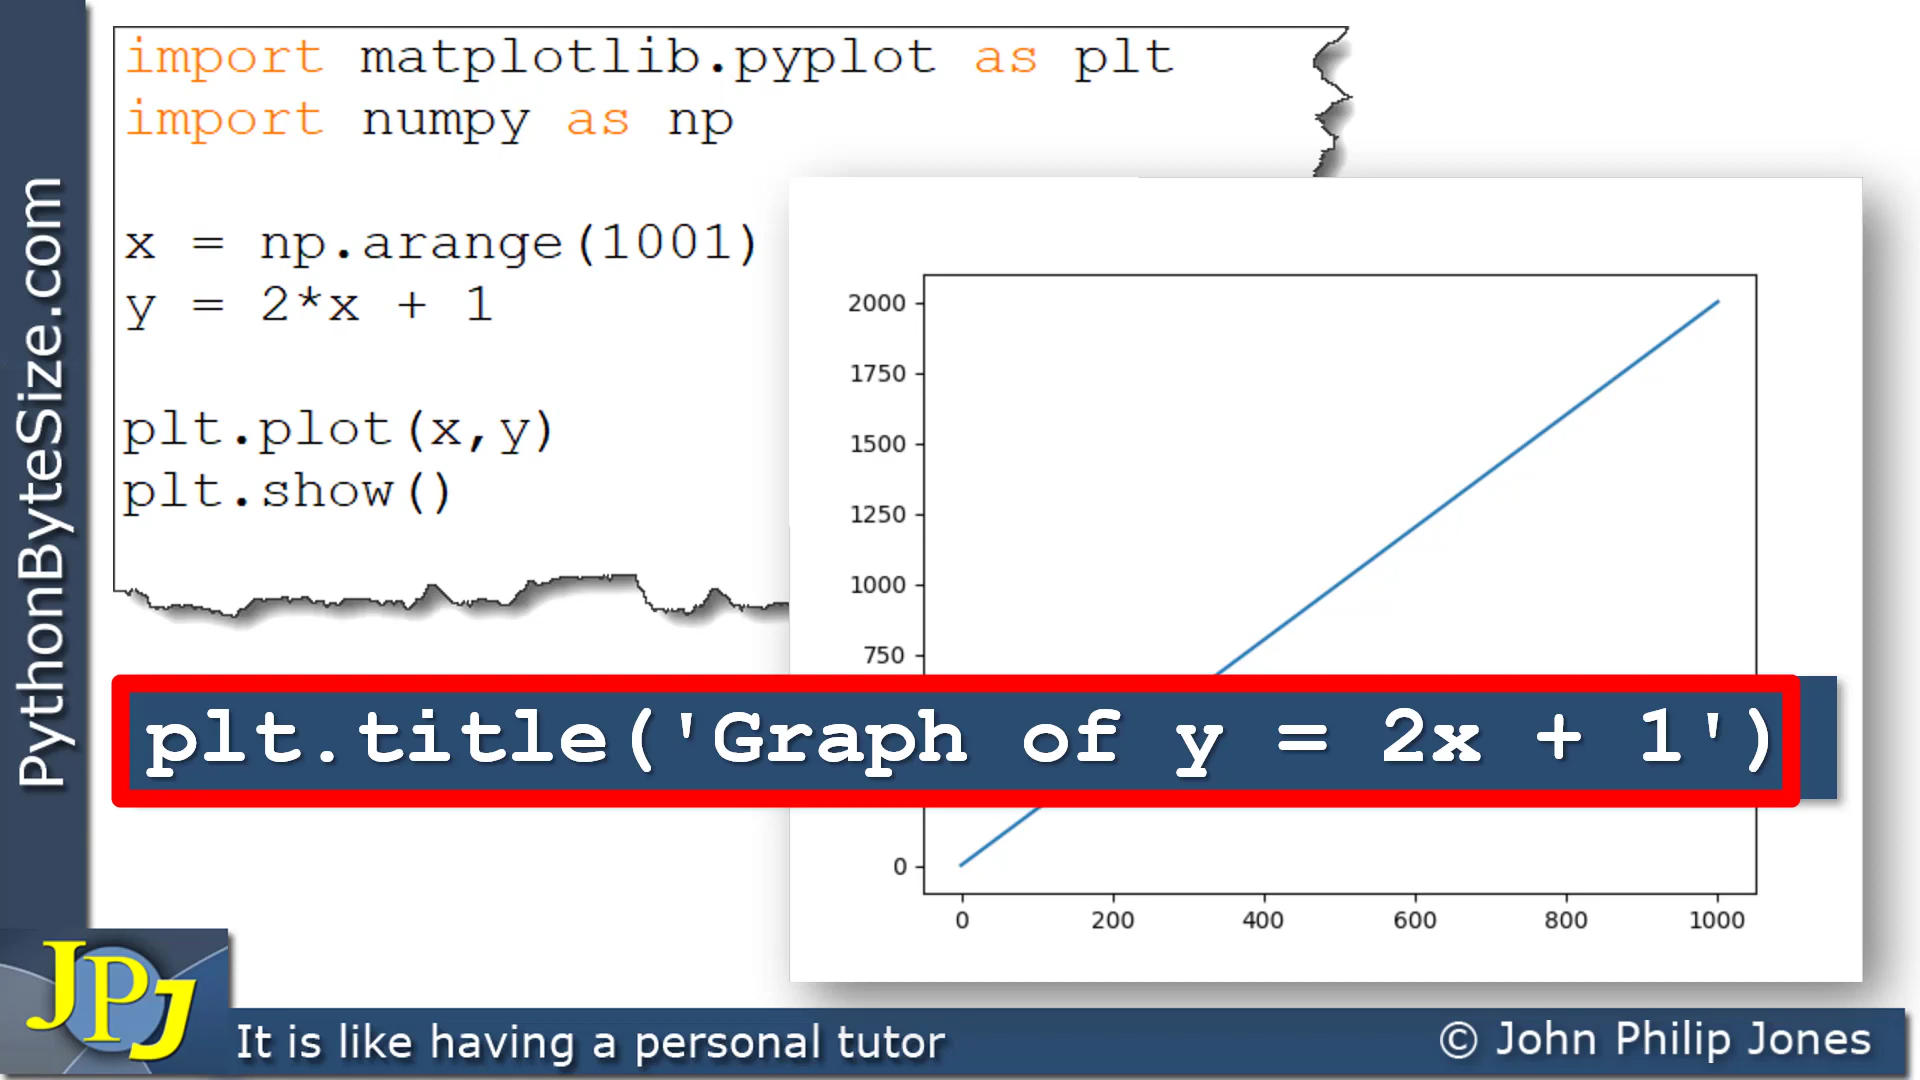 PythonByteSize.com
import matplotlib.pyplot as plt
import numpy as np
x = np.arange(1001)
y = 2*x + 1
plt.plot(x,y)
plt.show()
2000
1750
1500
1250
1000
750
plt.title('Graph of y = 2x + 1')
0
0 200 400 600 800 1000
JPJ
It is like having a personal tutor
© John Philip Jones